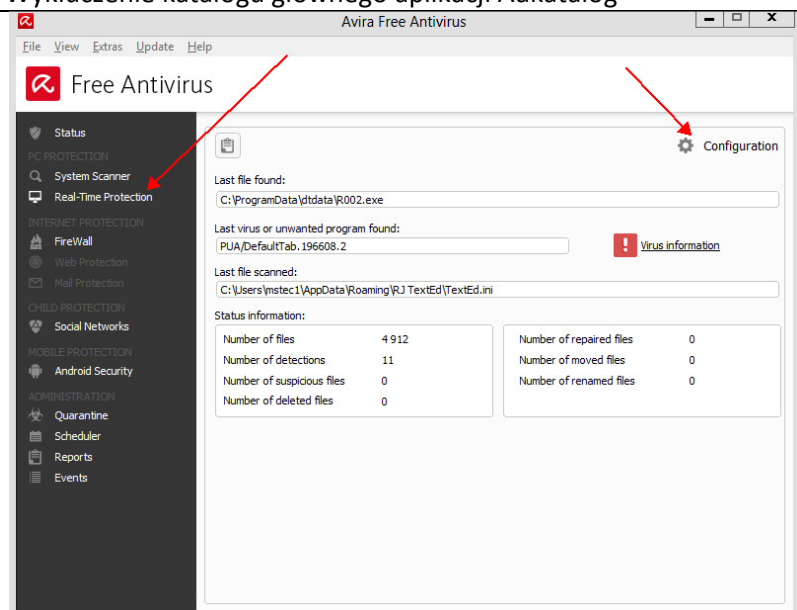 Wykluczenie katalogu głównego aplikacji Adkatalog
Avira Free Antivirus
File View Extras Update Help
Free Antivirus
Status
PC PROTECTION
System Scanner
Real-Time Protection
INTERNET PROTECTION
FireWall
Web Protection
Mail Protection
CHILD PROTECTION
Social Networks
MOBILE PROTECTION
Android Security
ADMINISTRATION
Quarantine
Scheduler
Reports
Events
Configuration
Last file found:
C:\ProgramData\dtdata\R002.exe
Last virus or unwanted program found:
PUA/DefaultTab.196608.2
Virus information
Last file scanned:
C:\Users\mstec1\AppData\Roaming\RJ TextEd\TextEd.ini
Status information:
Number of files 4 912
Number of detections 11
Number of suspicious files 0
Number of deleted files 0
Number of repaired files 0
Number of moved files 0
Number of renamed files 0